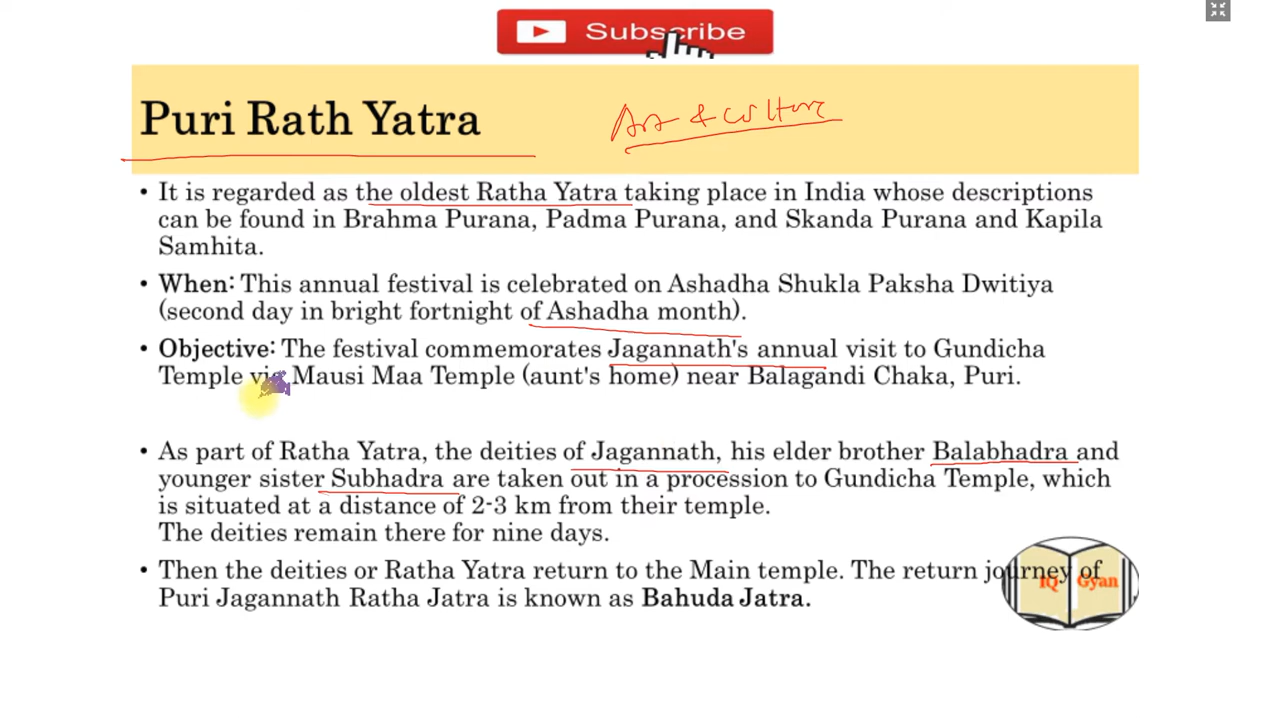 Subscribe
Puri Rath Yatra
Art & culture
• It is regarded as the oldest Ratha Yatra taking place in India whose descriptions
can be found in Brahma Purana, Padma Purana, and Skanda Purana and Kapila
Samhita.
• When: This annual festival is celebrated on Ashadha Shukla Paksha Dwitiya
(second day in bright fortnight of Ashadha month).
• Objective: The festival commemorates Jagannath's annual visit to Gundicha
Temple via Mausi Maa Temple (aunt's home) near Balagandi Chaka, Puri.
• As part of Ratha Yatra, the deities of Jagannath, his elder brother Balabhadra and
younger sister Subhadra are taken out in a procession to Gundicha Temple, which
is situated at a distance of 2-3 km from their temple.
The deities remain there for nine days.
• Then the deities or Ratha Yatra return to the Main temple. The return journey of
Puri Jagannath Ratha Jatra is known as Bahuda Jatra.
IQ Gyan